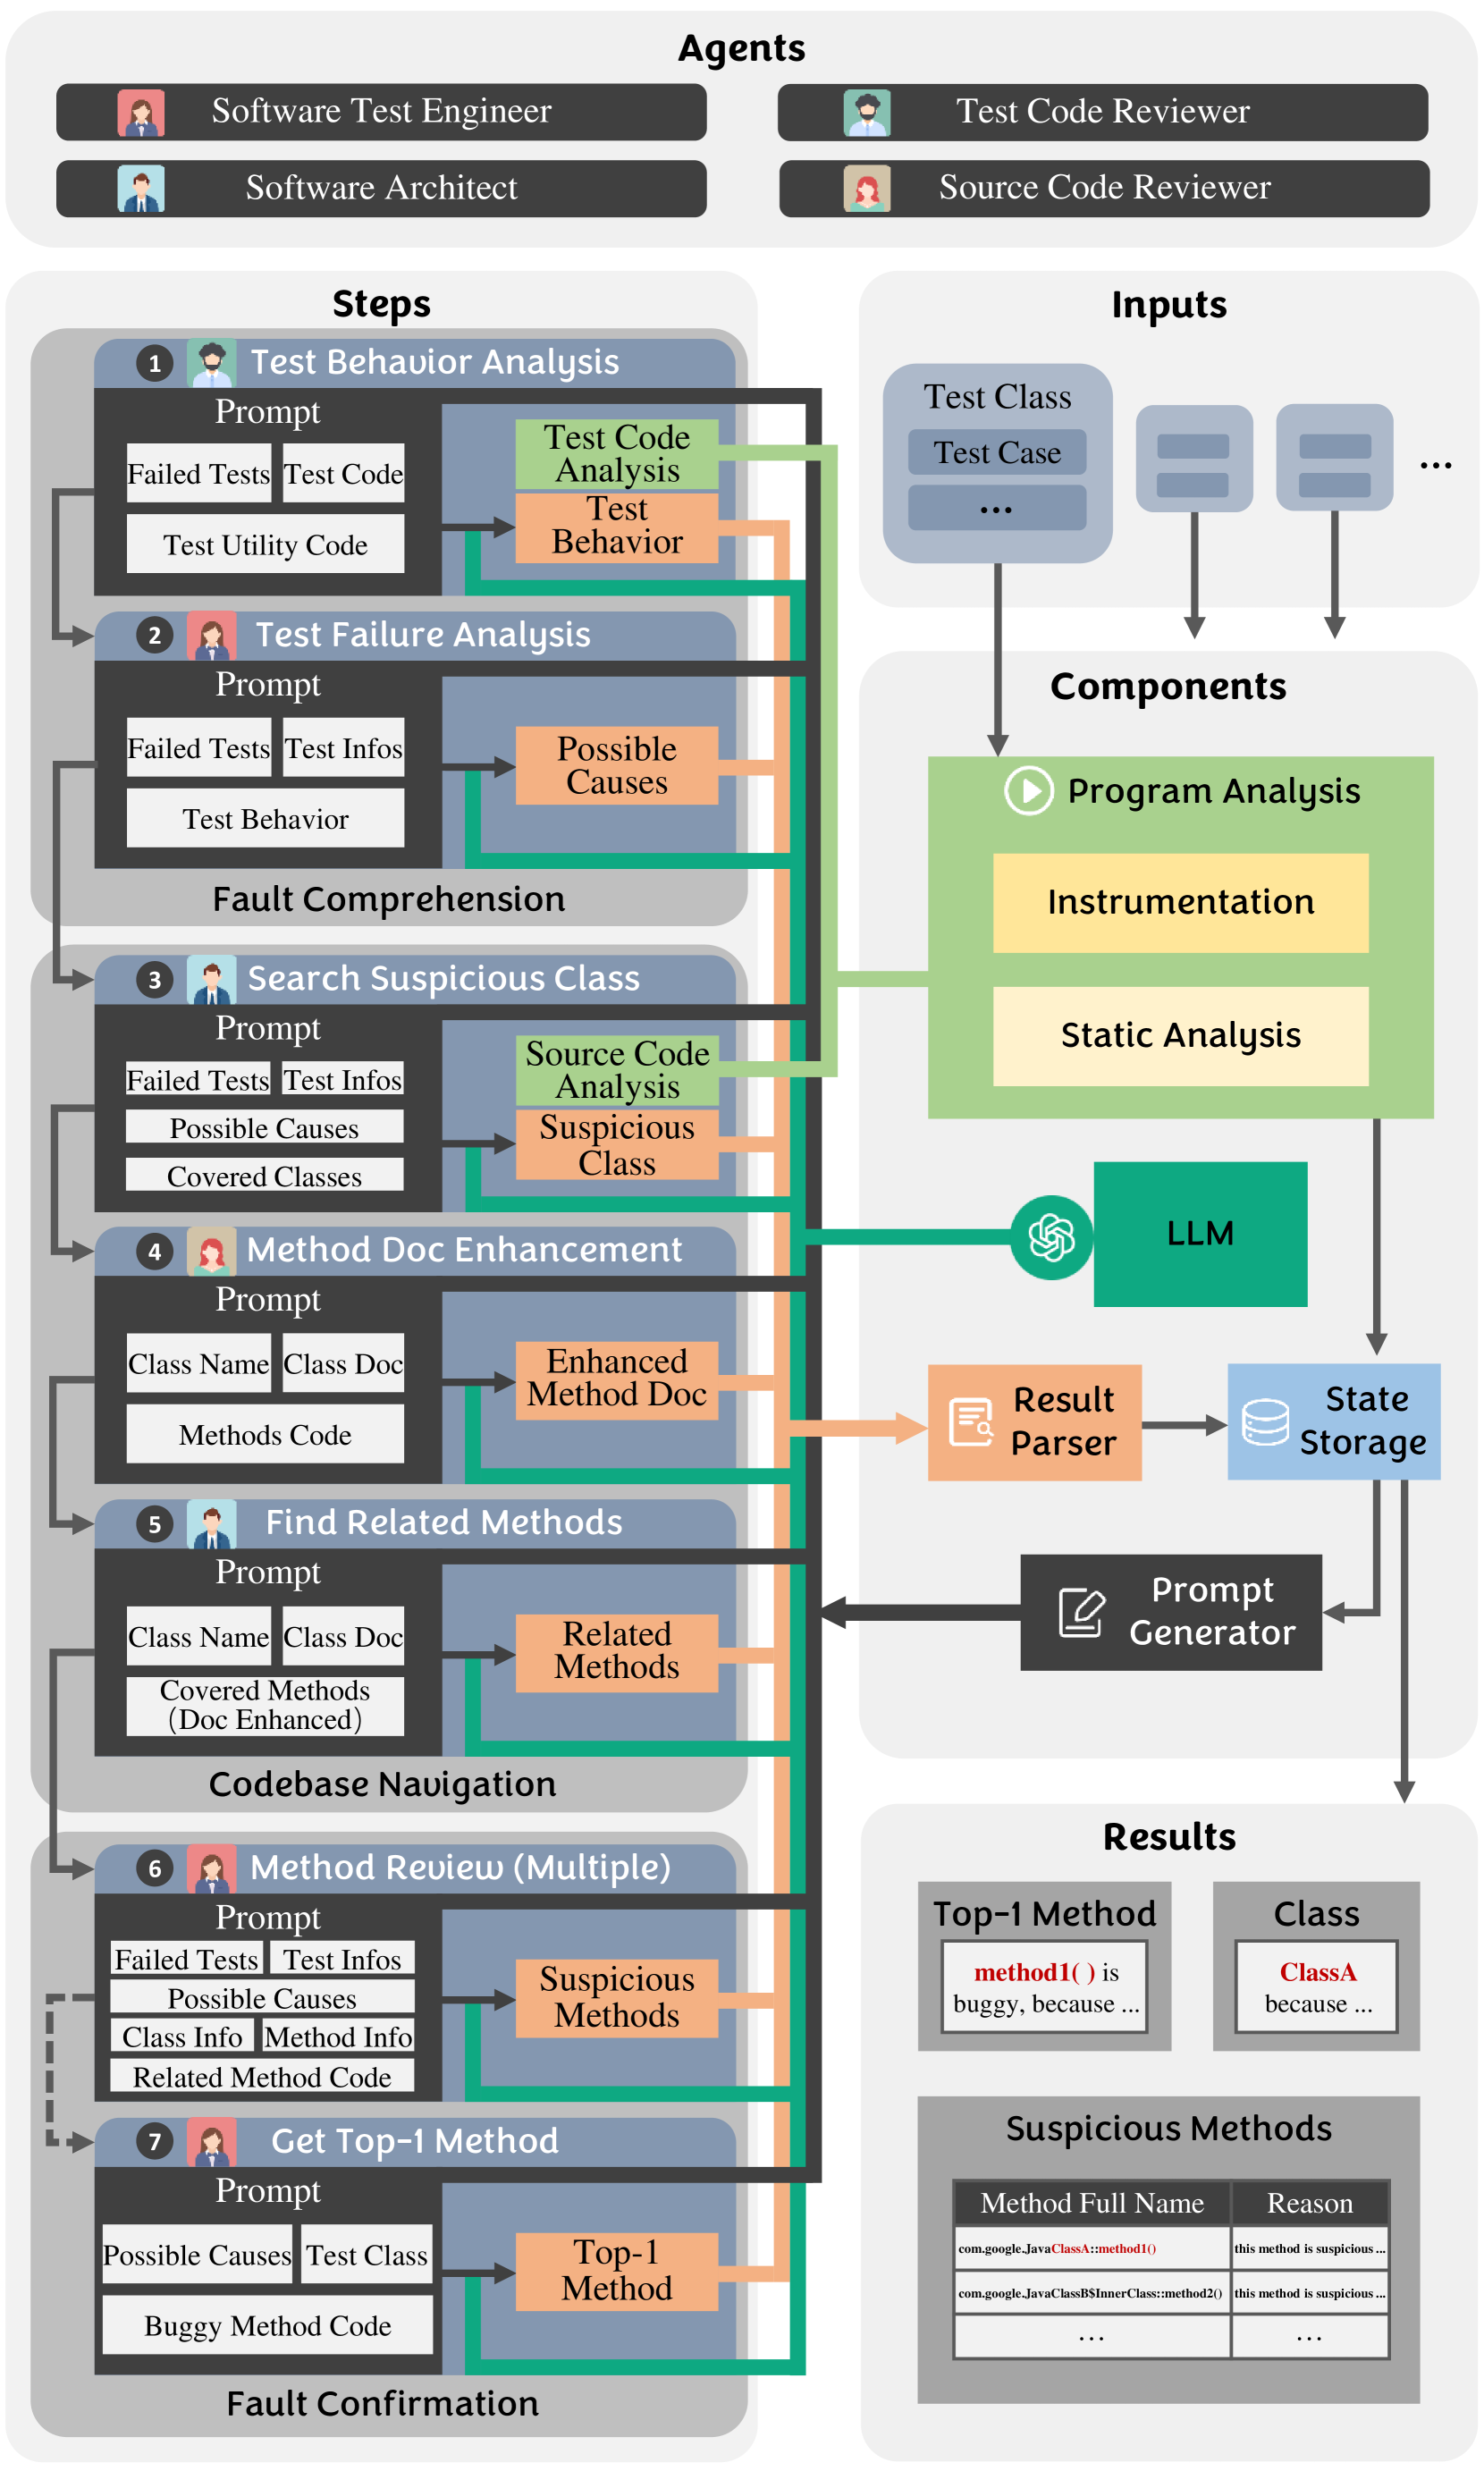 Agents
Software Test Engineer
Test Code Reviewer
Software Architect
Source Code Reviewer
Steps
1 Test Behavior Analysis
Prompt
Failed Tests
Test Code
Test Utility Code
Test Code
Analysis
Test
Behavior
2 Test Failure Analysis
Prompt
Failed Tests
Test Infos
Test Behavior
Possible
Causes
Fault Comprehension
3 Search Suspicious Class
Prompt
Failed Tests
Test Infos
Possible Causes
Covered Classes
Source Code
Analysis
Suspicious
Class
4 Method Doc Enhancement
Prompt
Class Name
Class Doc
Methods Code
Enhanced
Method Doc
5 Find Related Methods
Prompt
Class Name
Class Doc
Covered Methods
(Doc Enhanced)
Related
Methods
Codebase Navigation
6 Method Review (Multiple)
Prompt
Failed Tests
Test Infos
Possible Causes
Class Info
Method Info
Related Method Code
Suspicious
Methods
7 Get Top-1 Method
Prompt
Possible Causes
Test Class
Buggy Method Code
Top-1
Method
Fault Confirmation
Inputs
Test Class
Test Case
...
...
Components
Program Analysis
Instrumentation
Static Analysis
LLM
Result
Parser
State
Storage
Prompt
Generator
Results
Top-1 Method
method1( ) is
buggy, because ...
Class
ClassA
because ...
Suspicious Methods
Method Full Name
Reason
com.google.JavaClassA::method1()
this method is suspicious ...
com.google.JavaClassB$InnerClass::method2()
this method is suspicious ...
...
...